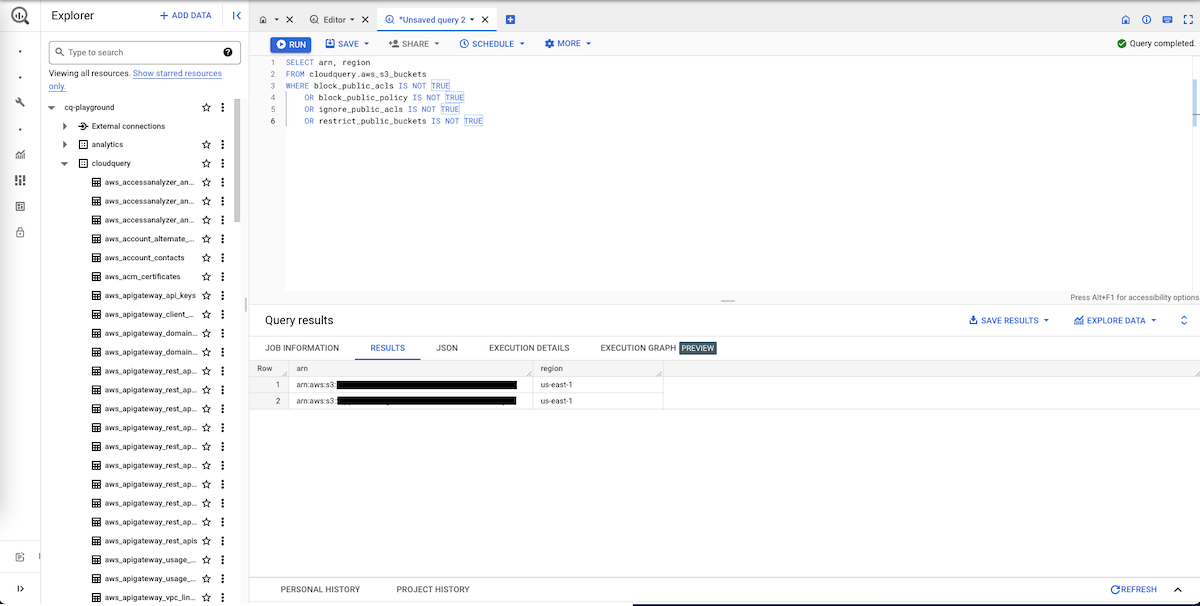 Explorer
+ ADD DATA
Type to search
Viewing all resources. Show starred resources
only.
cq-playground
External connections
analytics
cloudquery
aws_accessanalyzer_an...
aws_accessanalyzer_an...
aws_accessanalyzer_an...
aws_account_alternate_...
aws_account_contacts
aws_acm_certificates
aws_apigateway_api_keys
aws_apigateway_client_...
aws_apigateway_domain...
aws_apigateway_domain...
aws_apigateway_rest_ap...
aws_apigateway_rest_ap...
aws_apigateway_rest_ap...
aws_apigateway_rest_ap...
aws_apigateway_rest_ap...
aws_apigateway_rest_ap...
aws_apigateway_rest_ap...
aws_apigateway_rest_ap...
aws_apigateway_rest_ap...
aws_apigateway_rest_apis
aws_apigateway_usage_...
aws_apigateway_usage_...
aws_apigateway_vpc_lin...
Editor
*Unsaved query 2
RUN SAVE SHARE SCHEDULE MORE
Query completed.
1 SELECT arn, region
2 FROM cloudquery.aws_s3_buckets
3 WHERE block_public_acls IS NOT TRUE
4 OR block_public_policy IS NOT TRUE
5 OR ignore_public_acls IS NOT TRUE
6 OR restrict_public_buckets IS NOT TRUE
Press Alt+F1 for accessibility options
Query results
SAVE RESULTS EXPLORE DATA
JOB INFORMATION RESULTS JSON EXECUTION DETAILS EXECUTION GRAPH PREVIEW
Row arn region
1 arn:aws:s3: us-east-1
2 arn:aws:s3: us-east-1
PERSONAL HISTORY PROJECT HISTORY
REFRESH